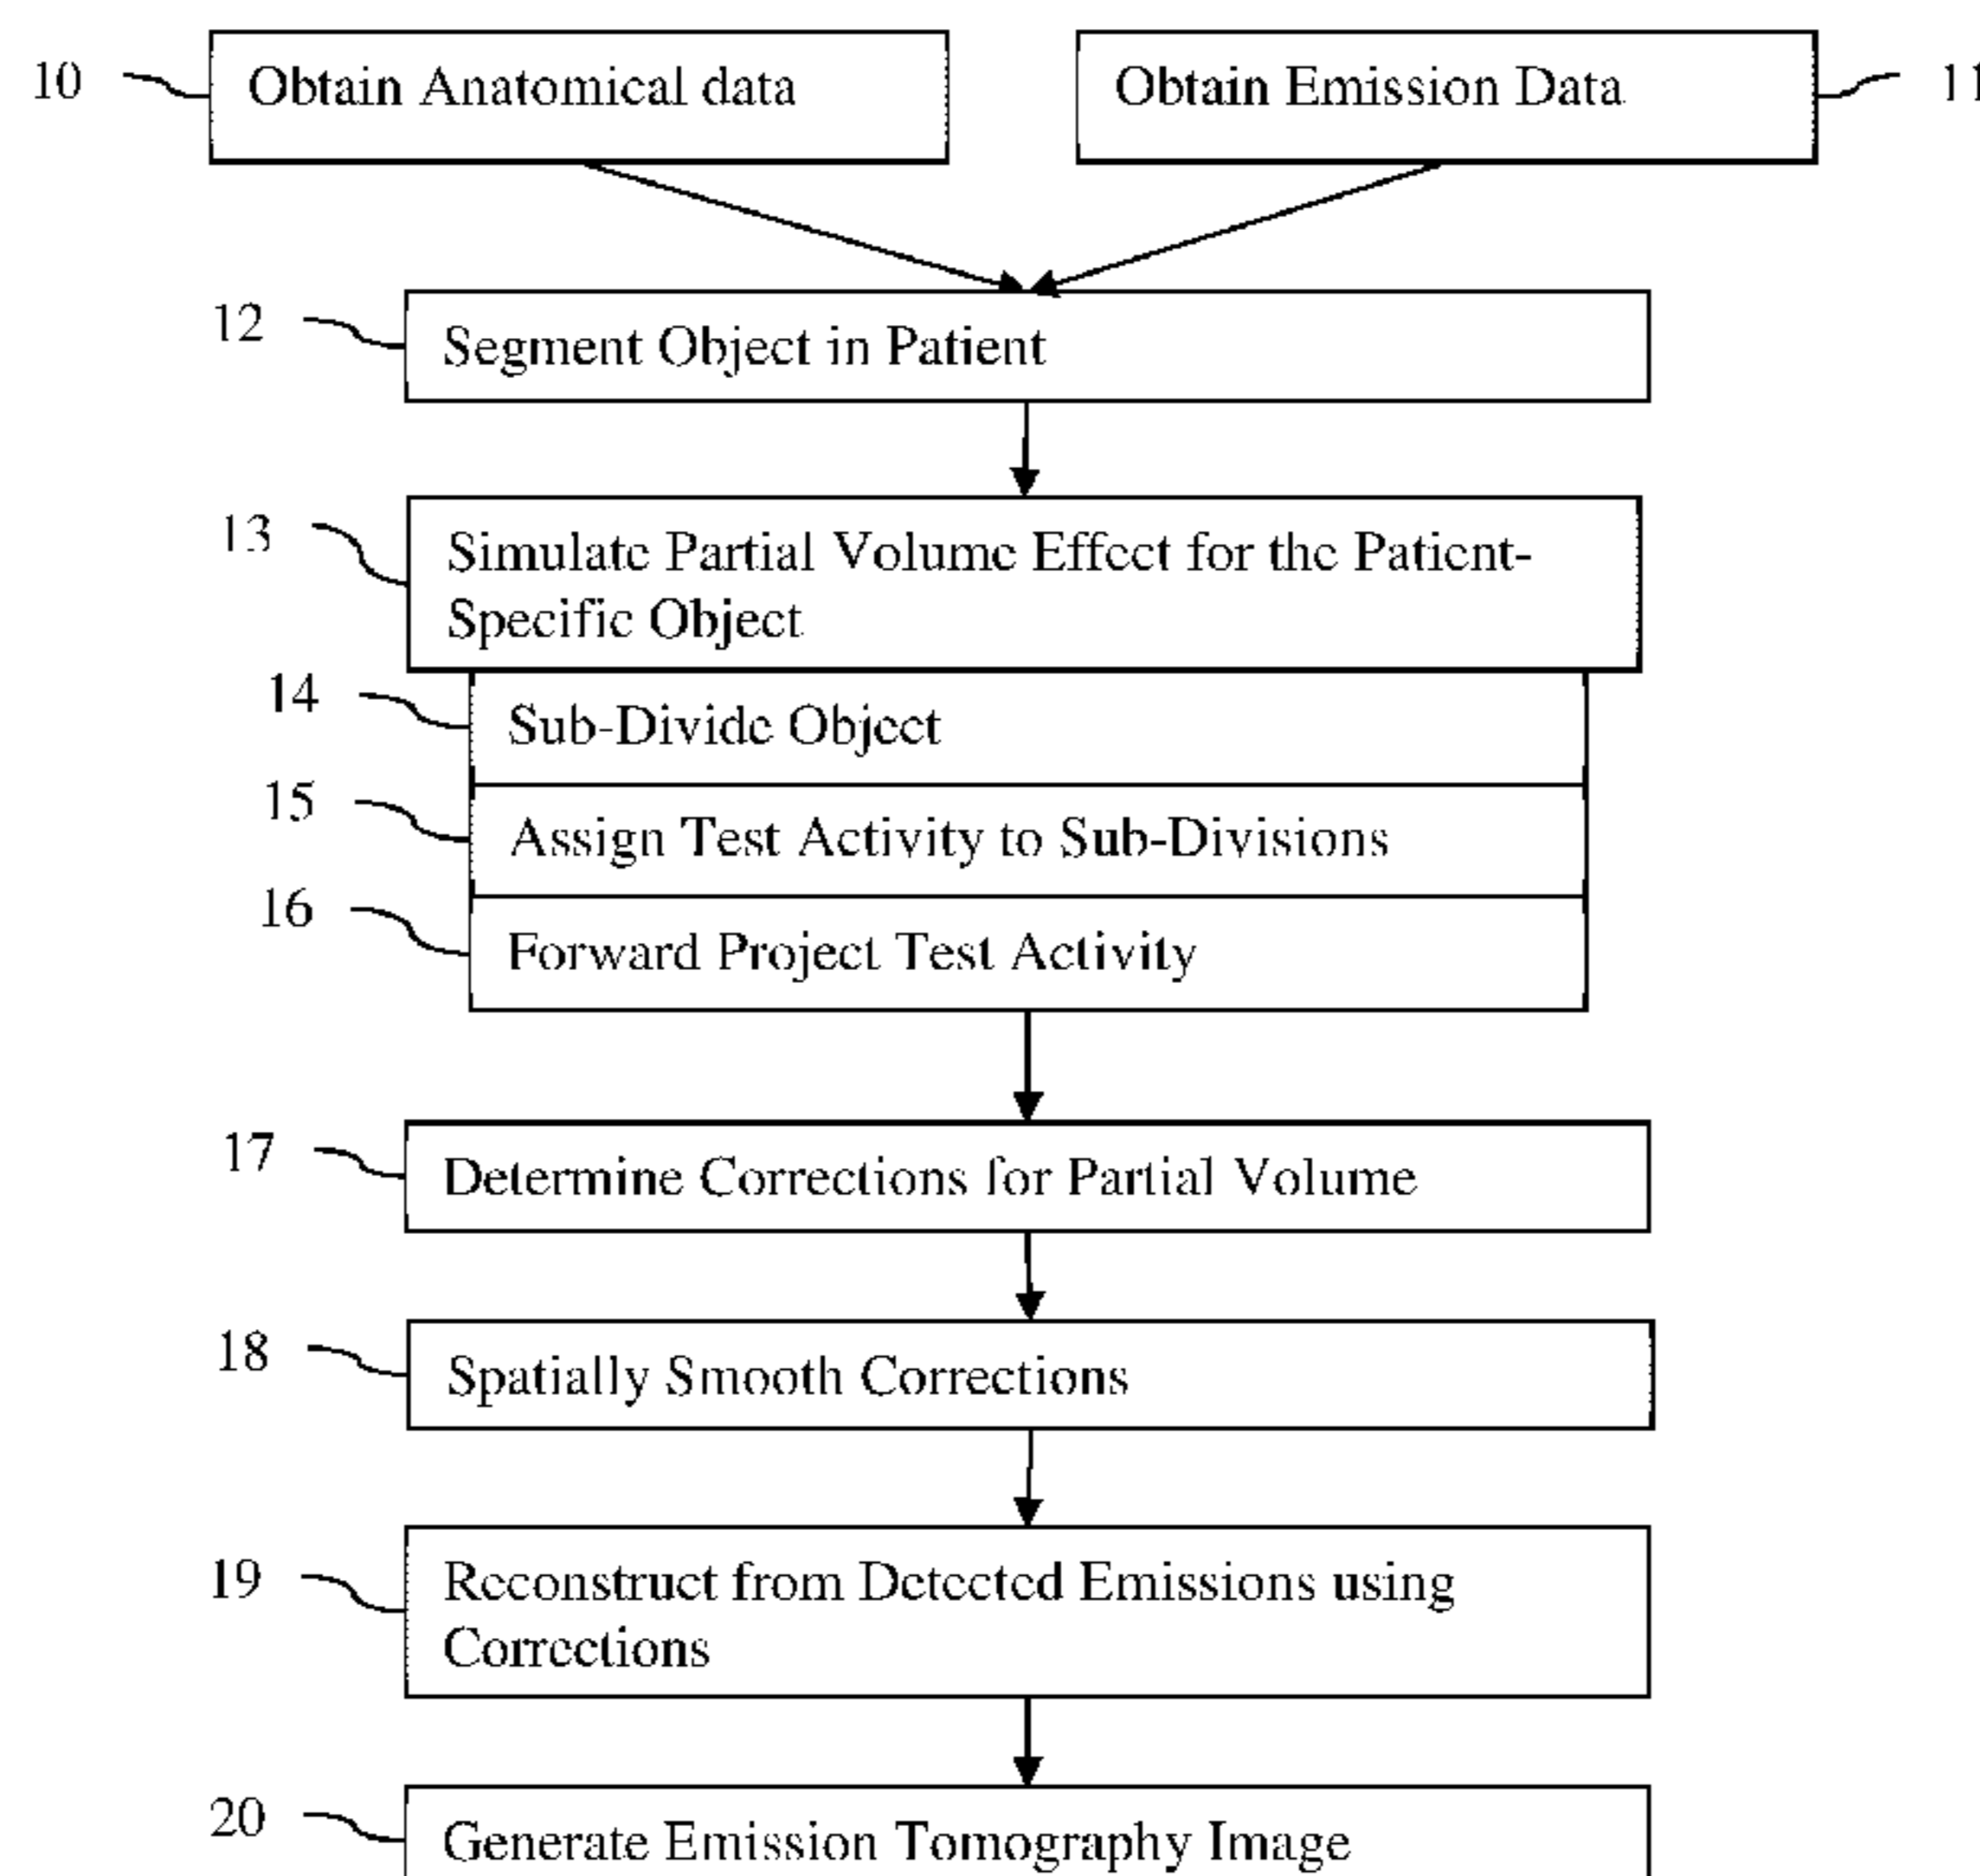 10 Obtain Anatomical data
Obtain Emission Data 11
12 Segment Object in Patient
13 Simulate Partial Volume Effect for the Patient-
Specific Object
14 Sub-Divide Object
15 Assign Test Activity to Sub-Divisions
16 Forward Project Test Activity
17 Determine Corrections for Partial Volume
18 Spatially Smooth Corrections
19 Reconstruct from Detected Emissions using
Corrections
20 Generate Emission Tomography Image